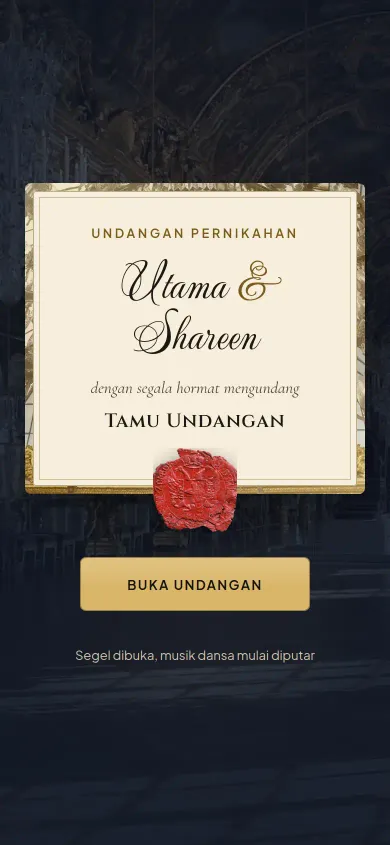 UNDANGAN PERNIKAHAN
Utama &
Shareen
dengan segala hormat mengundang
Tamu Undangan
BUKA UNDANGAN
Segel dibuka, musik dansa mulai diputar